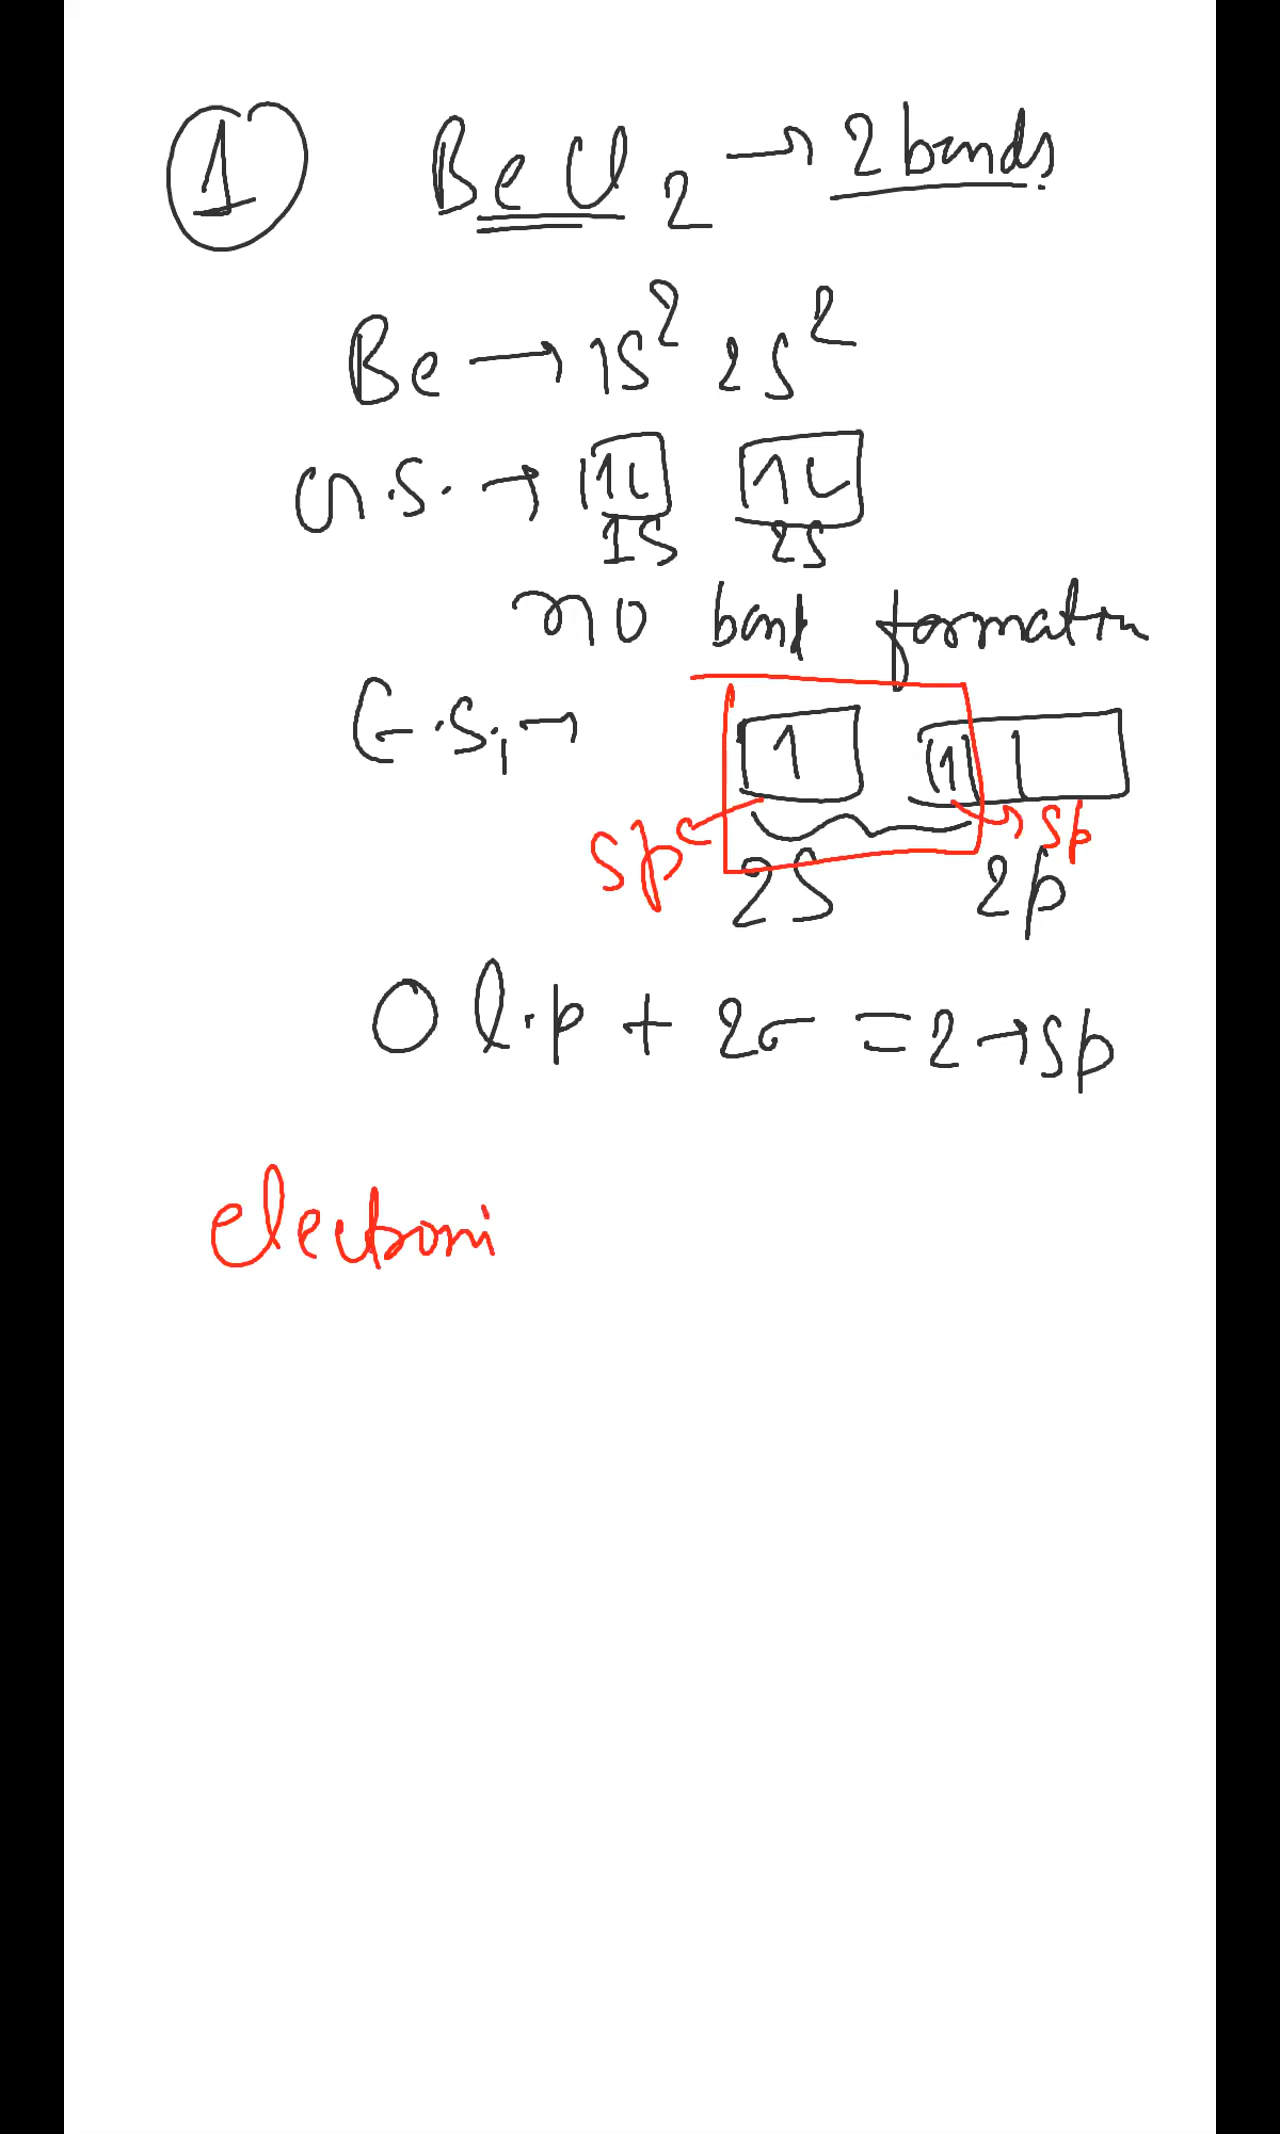 1 BeCl2 → 2 bonds
Be → 1s² 2s²
G.S. → 1L 1L
1S 2S
no bond formation
E.S. → 1 1
sp sp
2S 2p
0 l.p + 2σ = 2 → sp
electroni